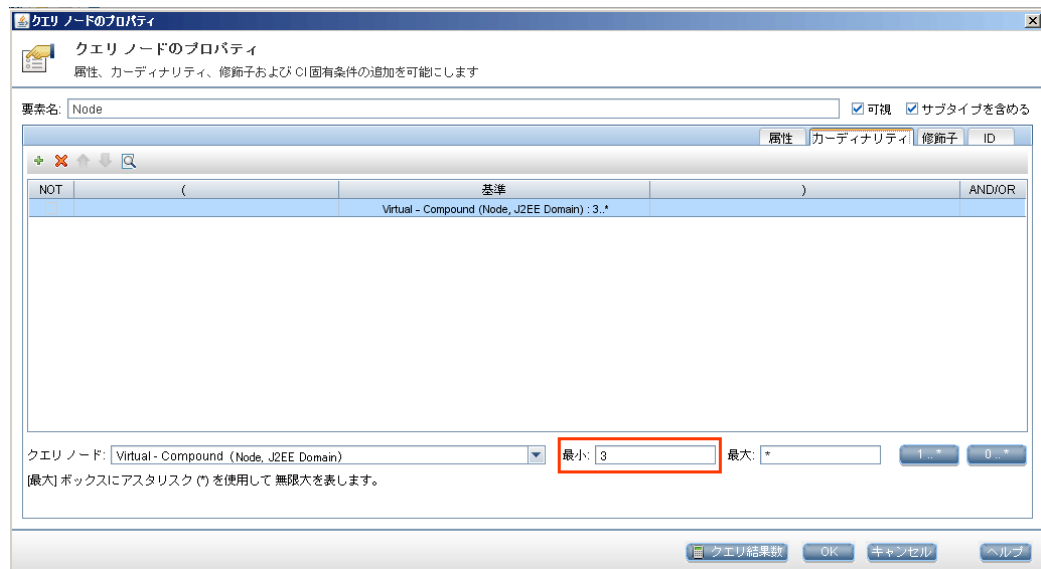 クエリ ノードのプロパティ
クエリ ノードのプロパティ
属性、カーディナリティ、修飾子および CI 固有条件の追加を可能にします
要素名: Node 可視 サブタイプを含める
属性 カーディナリティ 修飾子 ID
NOT ( 基準 ) AND/OR
Virtual - Compound (Node, J2EE Domain) : 3..*
クエリ ノード: Virtual - Compound (Node, J2EE Domain) 最小: 3 最大: * 1..* 0..*
[最大] ボックスにアスタリスク (*) を使用して 無限大を表します。
クエリ結果数 OK キャンセル ヘルプ